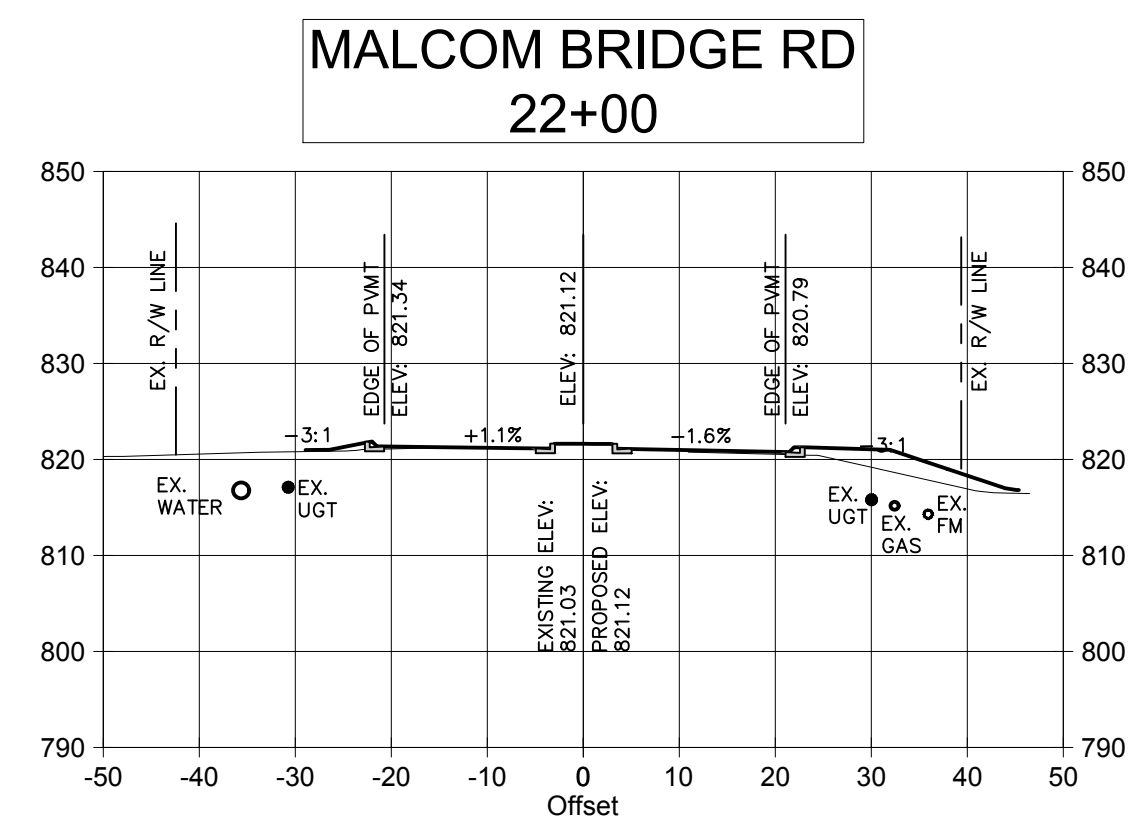 MALCOM BRIDGE RD
22+00
850
850
840
840
830
830
820
820
810
810
800
800
790
790
EX. R/W LINE
EDGE OF PVMT
ELEV: 821.34
ELEV: 821.12
EDGE OF PVMT
ELEV: 820.79
EX. R/W LINE
-3:1
+1.1%
-1.6%
-3:1
EX.
WATER
EX.
UGT
EX.
UGT
EX.
GAS
EX.
FM
EXISTING ELEV:
821.03
PROPOSED ELEV:
821.12
-50
-40
-30
-20
-10
0
10
20
30
40
50
Offset